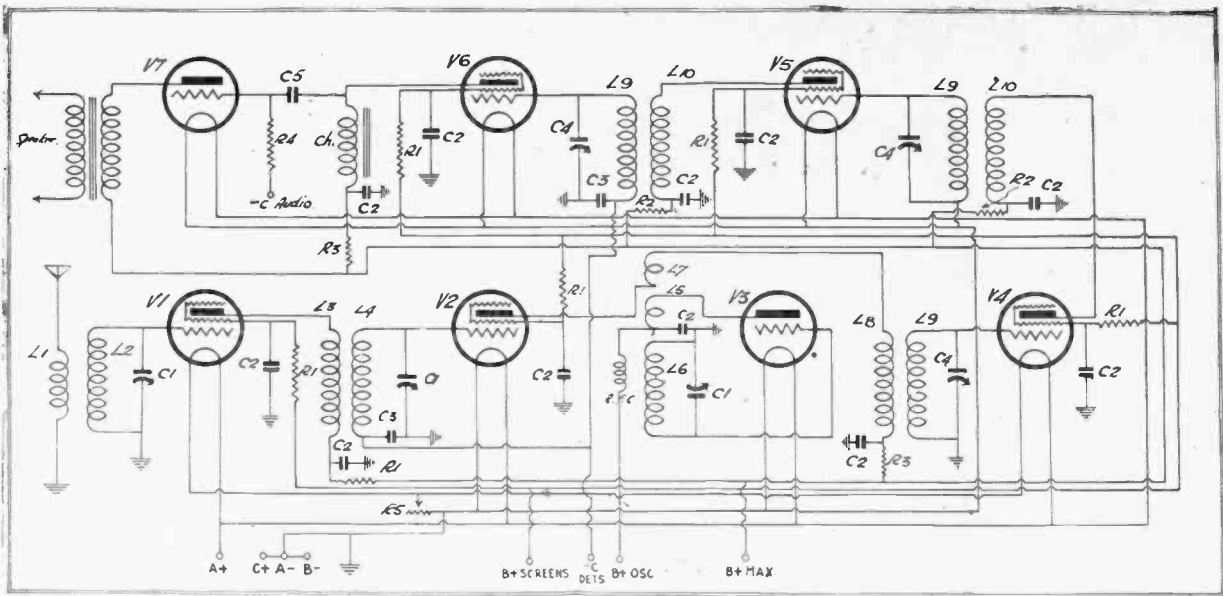 V7
C5
V6
L9
L10
V5
L9
L10
Speaker.
R4
Ch.
R1
C2
C4
R1
C2
C4
-C Audio.
C2
C3
C2
R2
R2
C2
R3
V1
L3
L4
V2
R1
L7
L5
V3
L8
L9
V4
R1
L1
L2
C1
C2
R1
C1
C2
C2
R.F.C
L6
C1
C4
C2
C3
C2
R1
C2
R3
R5
A+
C+ A- B-
B+ SCREENS
-C DETS
B+ OSC
B+ MAX